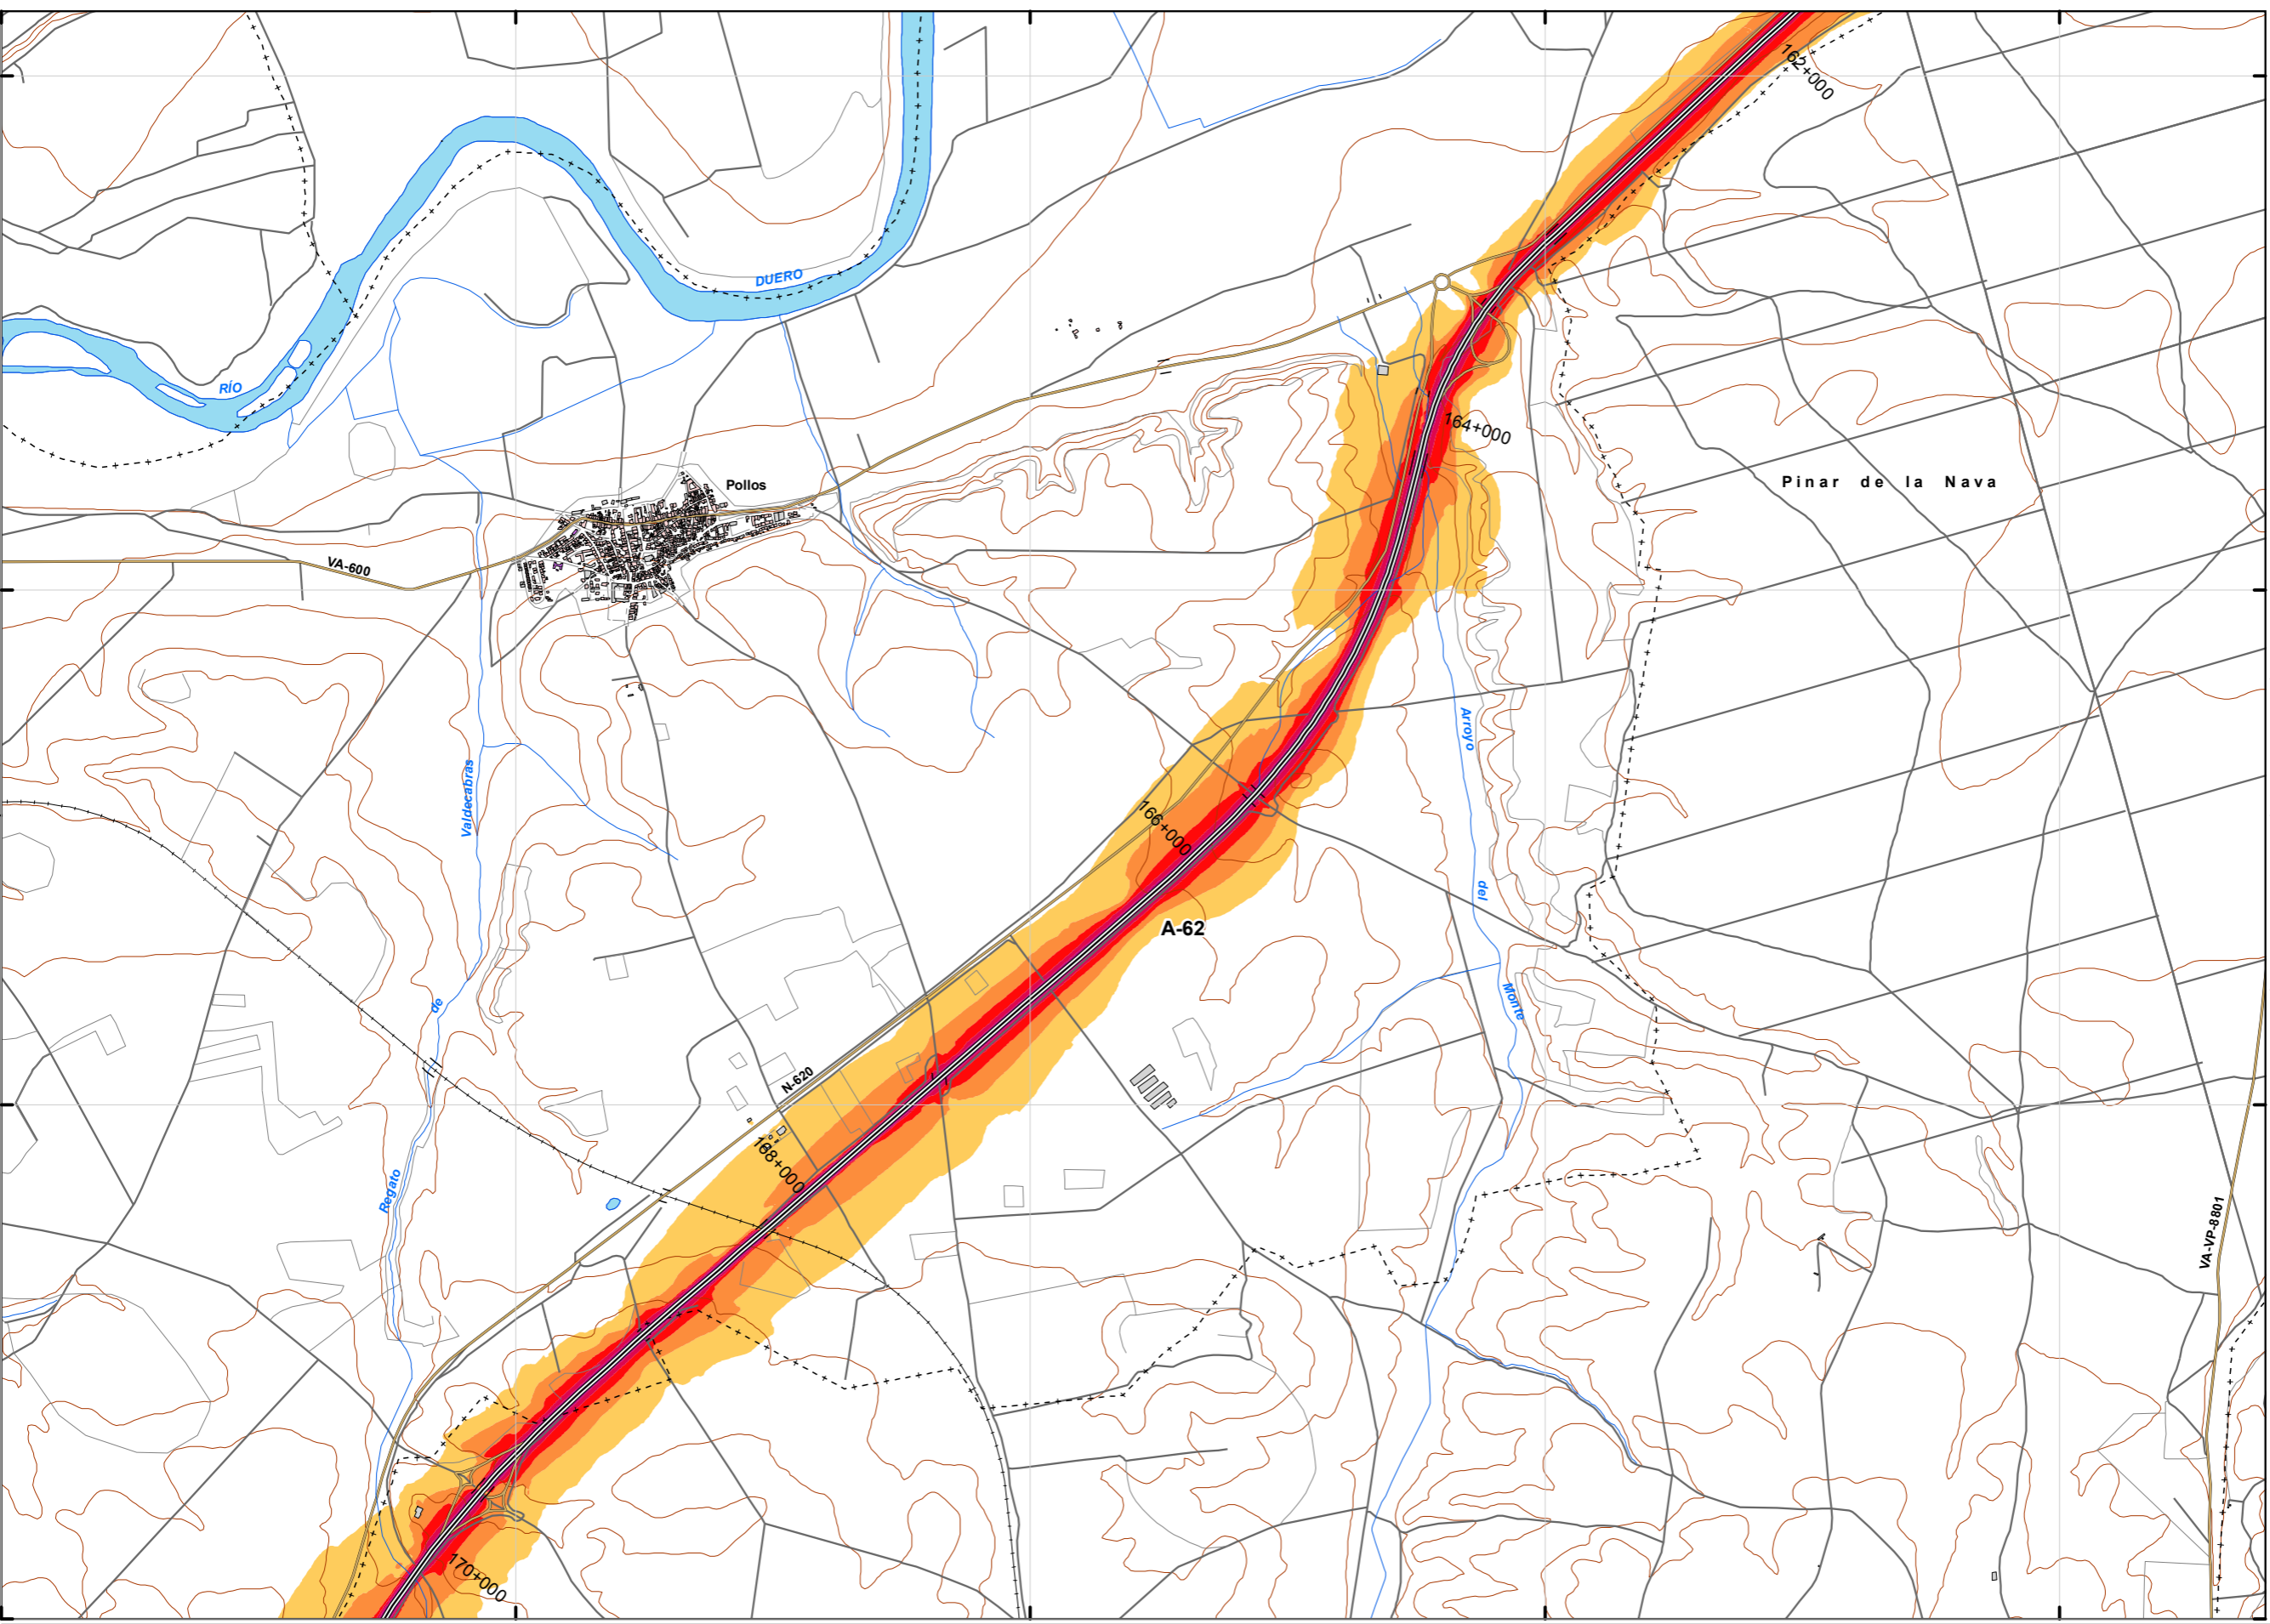 162+000
DUERO
RÍO
164+000
Pinar de la Nava
Pollos
VA-600
Arroyo
Valdecabras
166+000
del
A-62
de
Monte
N-620
168+000
Regato
VA-VP-8801
170+000